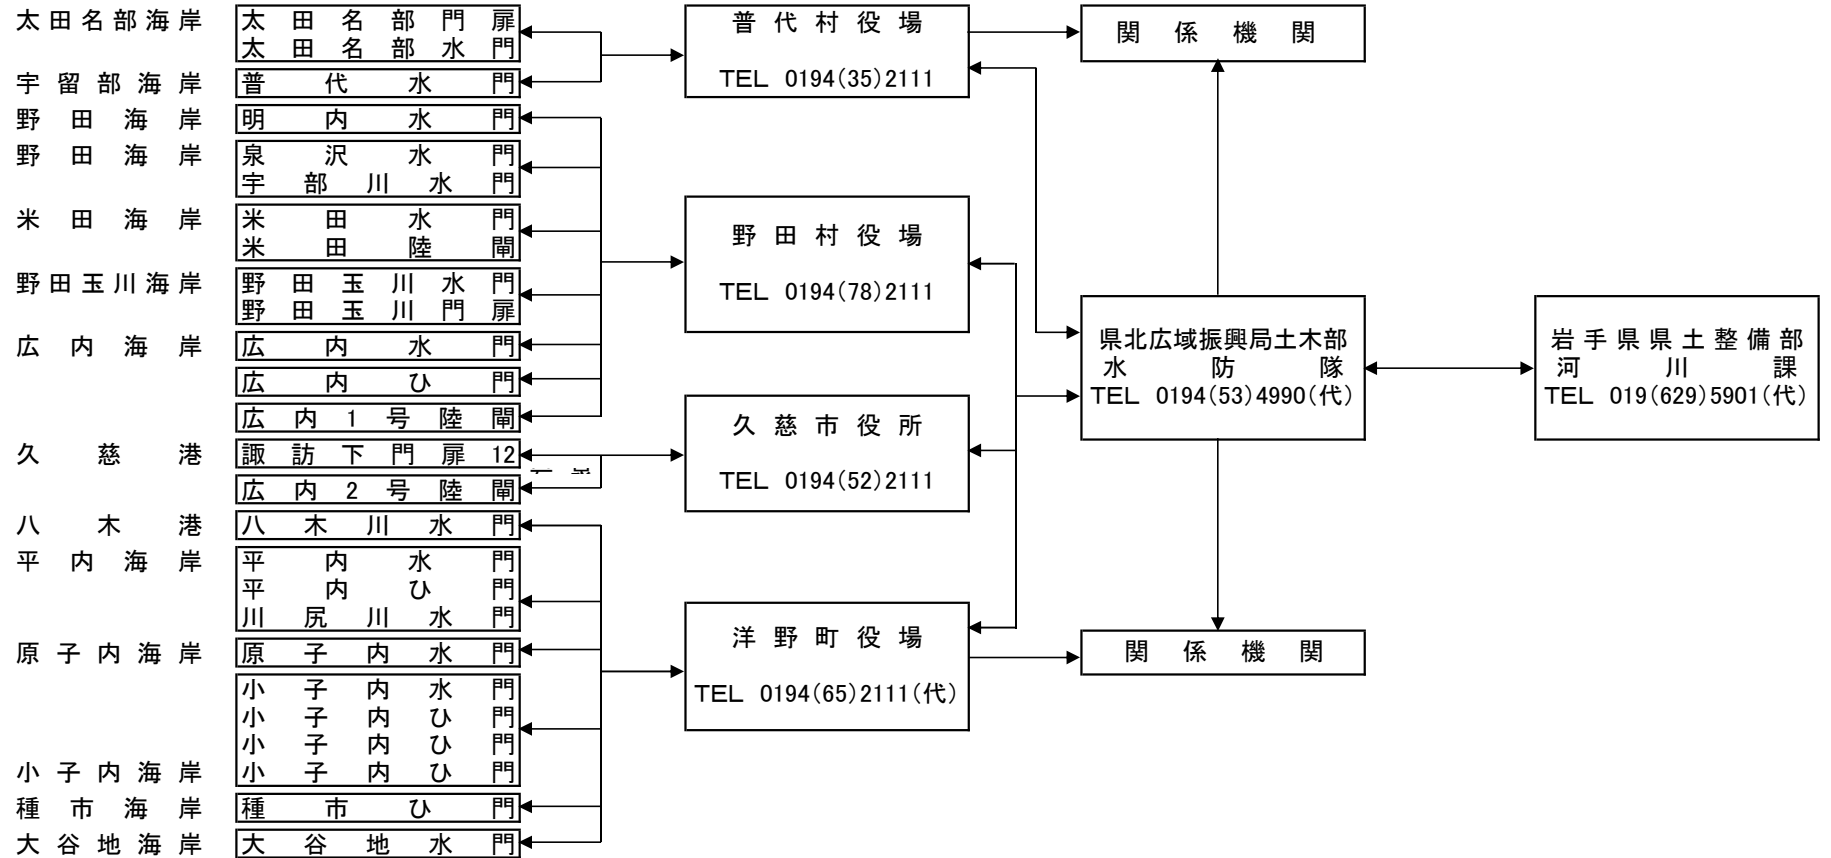 太田名部海岸
太田名部門扉
太田名部水門
宇留部海岸
普代水門
野田海岸
明内水門
野田海岸
泉沢水門
宇部川水門
米田海岸
米田水門
米田陸閘
野田玉川海岸
野田玉川水門
野田玉川門扉
広内海岸
広内水門
広内ひ門
広内1号陸閘
久慈港
諏訪下門扉12
広内2号陸閘
八木港
八木川水門
平内海岸
平内水門
平内ひ門
川尻川水門
原子内海岸
原子内水門
小子内水門
小子内ひ門
小子内ひ門
小子内海岸
小子内ひ門
種市海岸
種市ひ門
大谷地海岸
大谷地水門
普代村役場
TEL 0194(35)2111
野田村役場
TEL 0194(78)2111
久慈市役所
TEL 0194(52)2111
洋野町役場
TEL 0194(65)2111(代)
関係機関
県北広域振興局土木部
水防隊
TEL 0194(53)4990(代)
関係機関
岩手県県土整備部
河川課
TEL 019(629)5901(代)